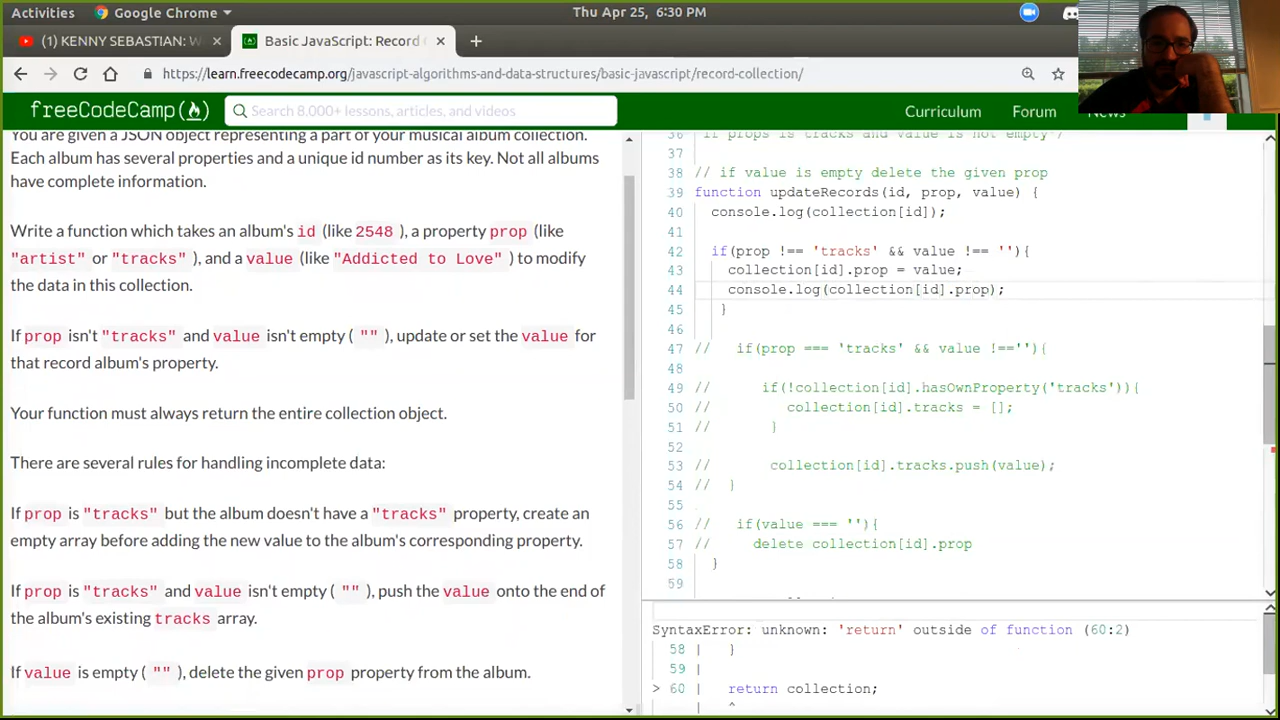 Activities
Google Chrome
Thu Apr 25, 6:30 PM
(1) KENNY SEBASTIAN: W
Basic JavaScript: Record
https://learn.freecodecamp.org/javascript-algorithms-and-data-structures/basic-javascript/record-collection/
freeCodeCamp
Search 8,000+ lessons, articles, and videos
Curriculum
Forum
News
You are given a JSON object representing a part of your musical album collection.
Each album has several properties and a unique id number as its key. Not all albums
have complete information.
Write a function which takes an album's id (like 2548 ), a property prop (like
"artist" or "tracks" ), and a value (like "Addicted to Love" ) to modify
the data in this collection.
If prop isn't "tracks" and value isn't empty ( "" ), update or set the value for
that record album's property.
Your function must always return the entire collection object.
There are several rules for handling incomplete data:
If prop is "tracks" but the album doesn't have a "tracks" property, create an
empty array before adding the new value to the album's corresponding property.
If prop is "tracks" and value isn't empty ( "" ), push the value onto the end of
the album's existing tracks array.
If value is empty ( "" ), delete the given prop property from the album.
36 if props is tracks and value is not empty*/
37
38 // if value is empty delete the given prop
39 function updateRecords(id, prop, value) {
40 console.log(collection[id]);
41
42 if(prop !== 'tracks' && value !== ''){
43 collection[id].prop = value;
44 console.log(collection[id].prop);
45 }
46
47 // if(prop === 'tracks' && value !==''){
48
49 // if(!collection[id].hasOwnProperty('tracks')){
50 // collection[id].tracks = [];
51 // }
52
53 // collection[id].tracks.push(value);
54 // }
55
56 // if(value === ''){
57 // delete collection[id].prop
58 }
59
SyntaxError: unknown: 'return' outside of function (60:2)
58 | }
59 |
> 60 | return collection;
| ^